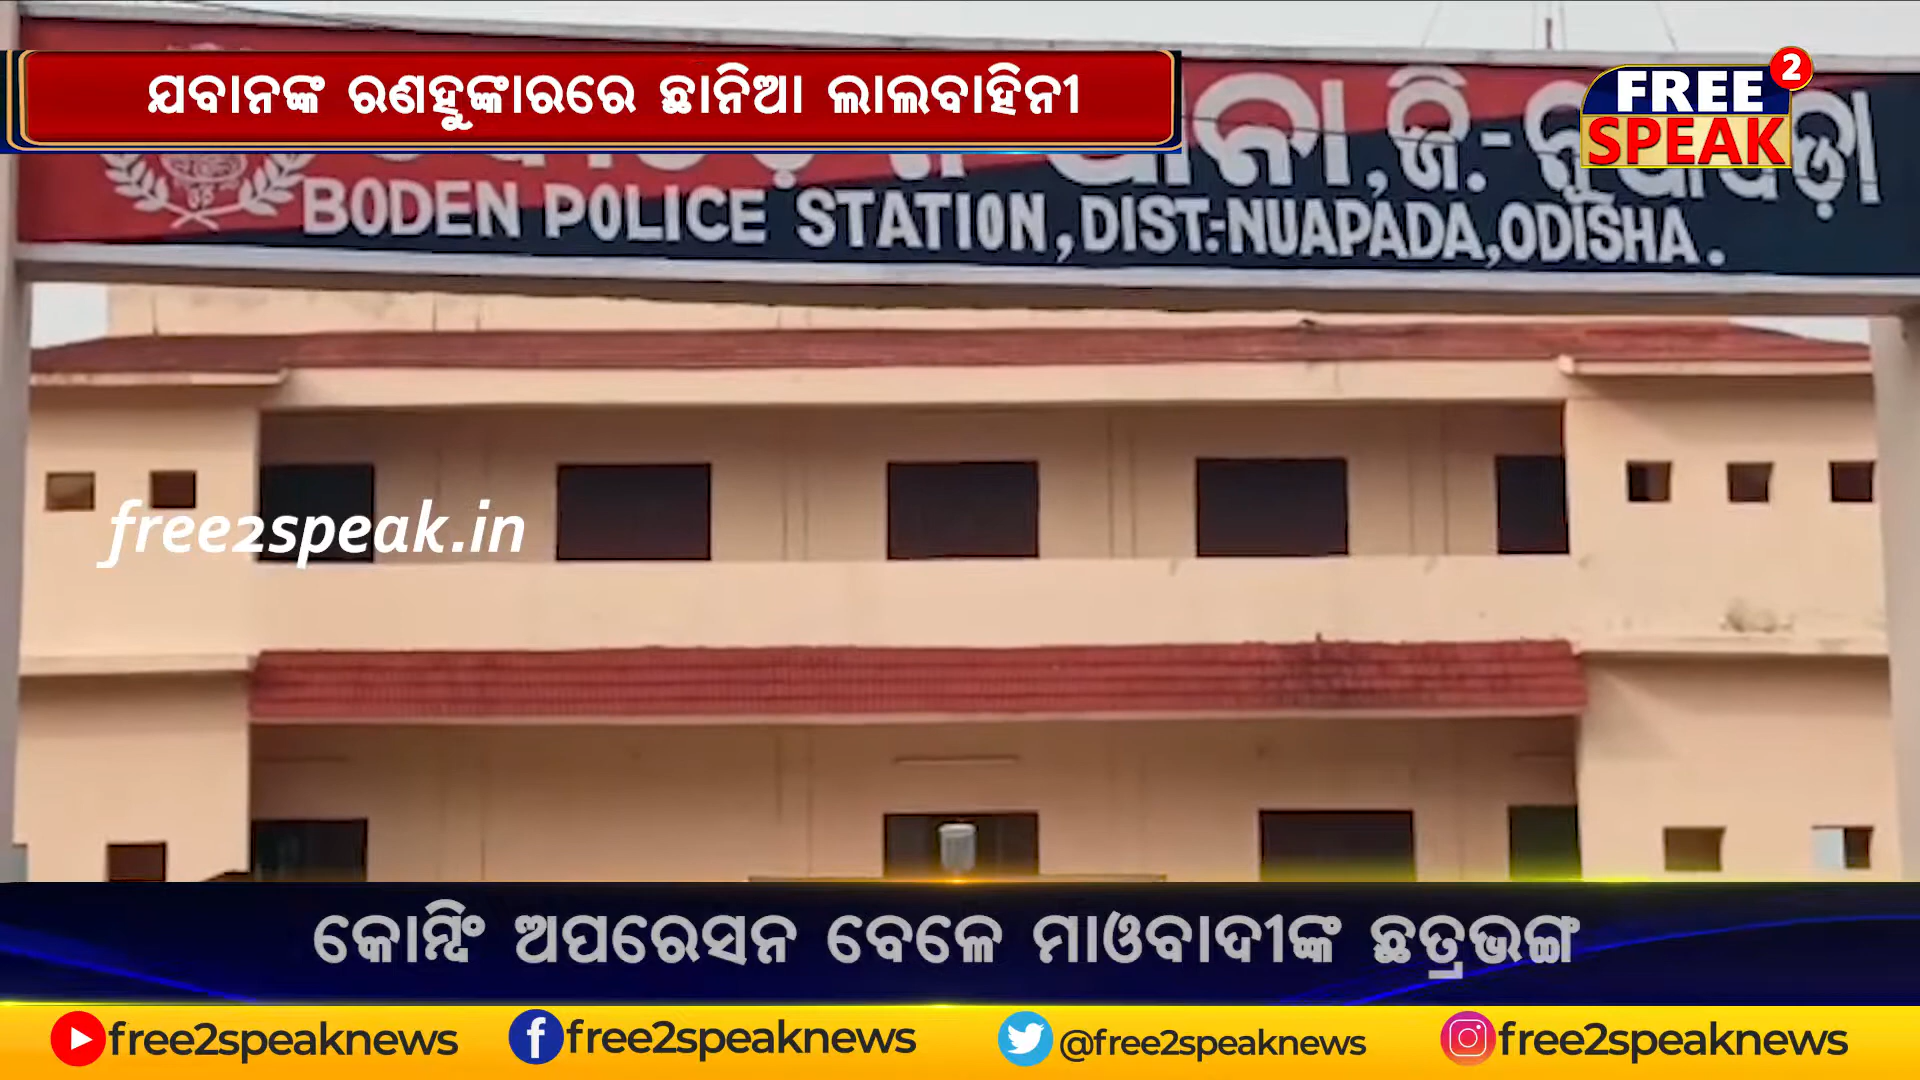 ଯବାନଙ୍କ ରଣହୁଙ୍କାରରେ ଛାନିଆ ଲାଲବାହିନୀ
FREE 2
SPEAK
ଥାନା, ଜି.-
BODEN POLICE STATION, DIST:-NUAPADA, ODISHA.
free2speak.in
କୋମ୍ବିଂ ଅପରେସନ ବେଳେ ମାଓବାଦୀଙ୍କ ଛତ୍ରଭଙ୍ଗ
free2speaknews free2speaknews @free2speaknews free2speaknews